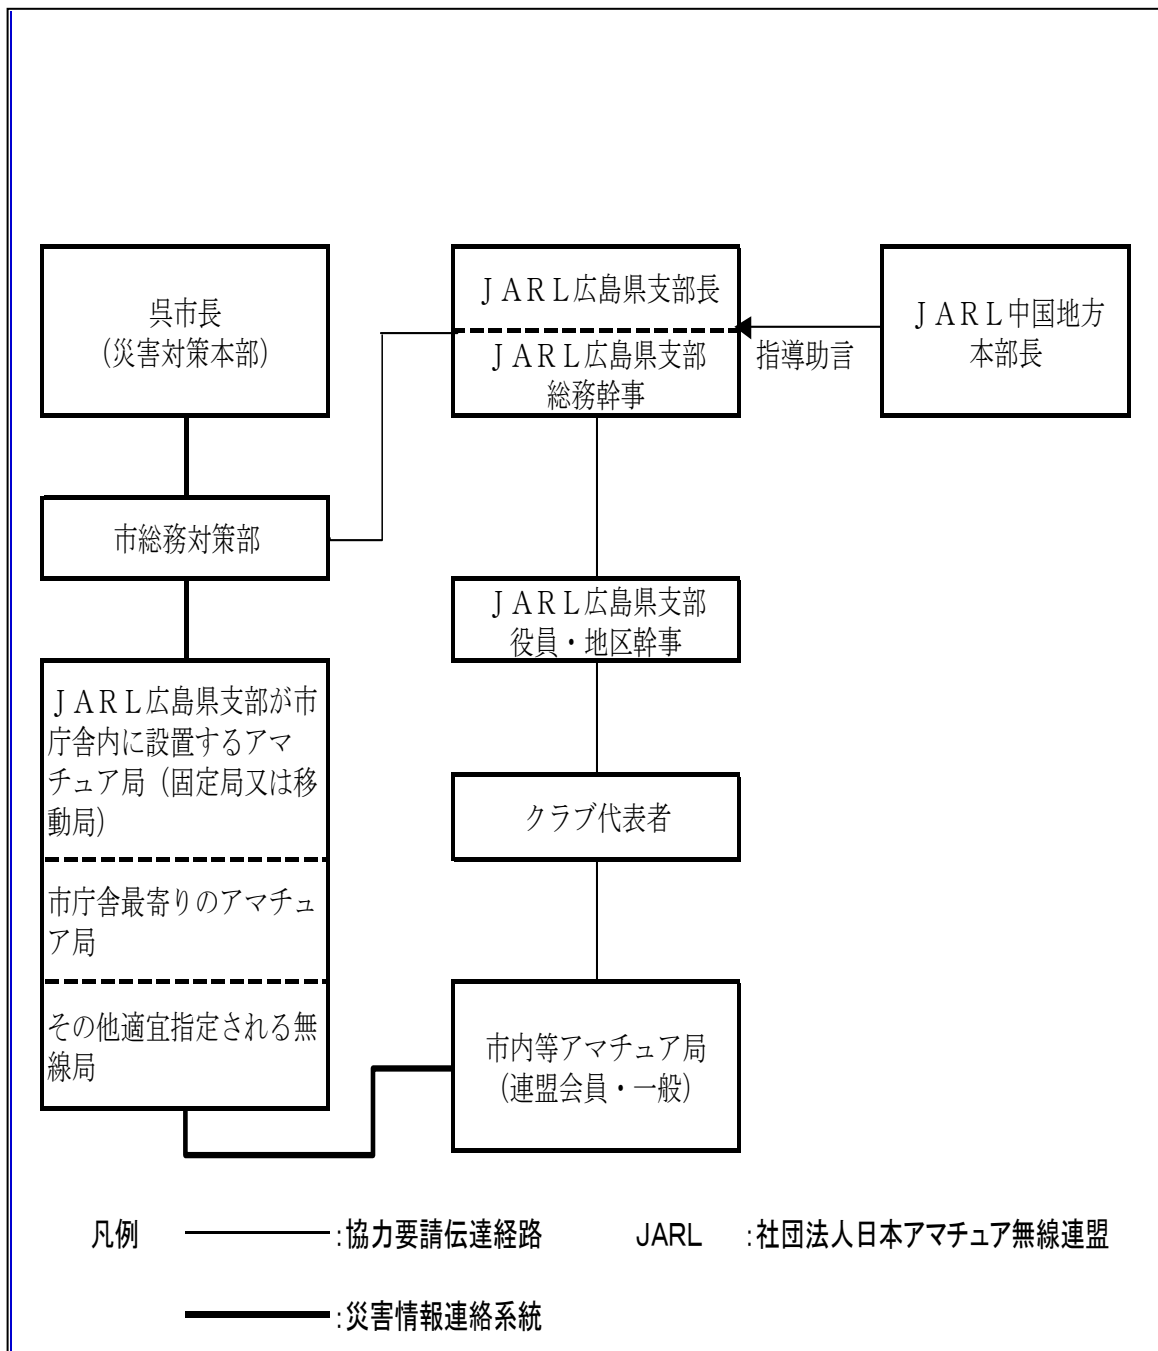 呉市長
（災害対策本部）
ＪＡＲＬ広島県支部長
ＪＡＲＬ広島県支部
総務幹事
指導助言
ＪＡＲＬ中国地方
本部長
市総務対策部
ＪＡＲＬ広島県支部
役員・地区幹事
ＪＡＲＬ広島県支部が市
庁舎内に設置するアマ
チュア局（固定局又は移
動局）
市庁舎最寄りのアマチュ
ア局
その他適宜指定される無
線局
クラブ代表者
市内等アマチュア局
（連盟会員・一般）
凡例 :協力要請伝達経路 JARL :社団法人日本アマチュア無線連盟
:災害情報連絡系統